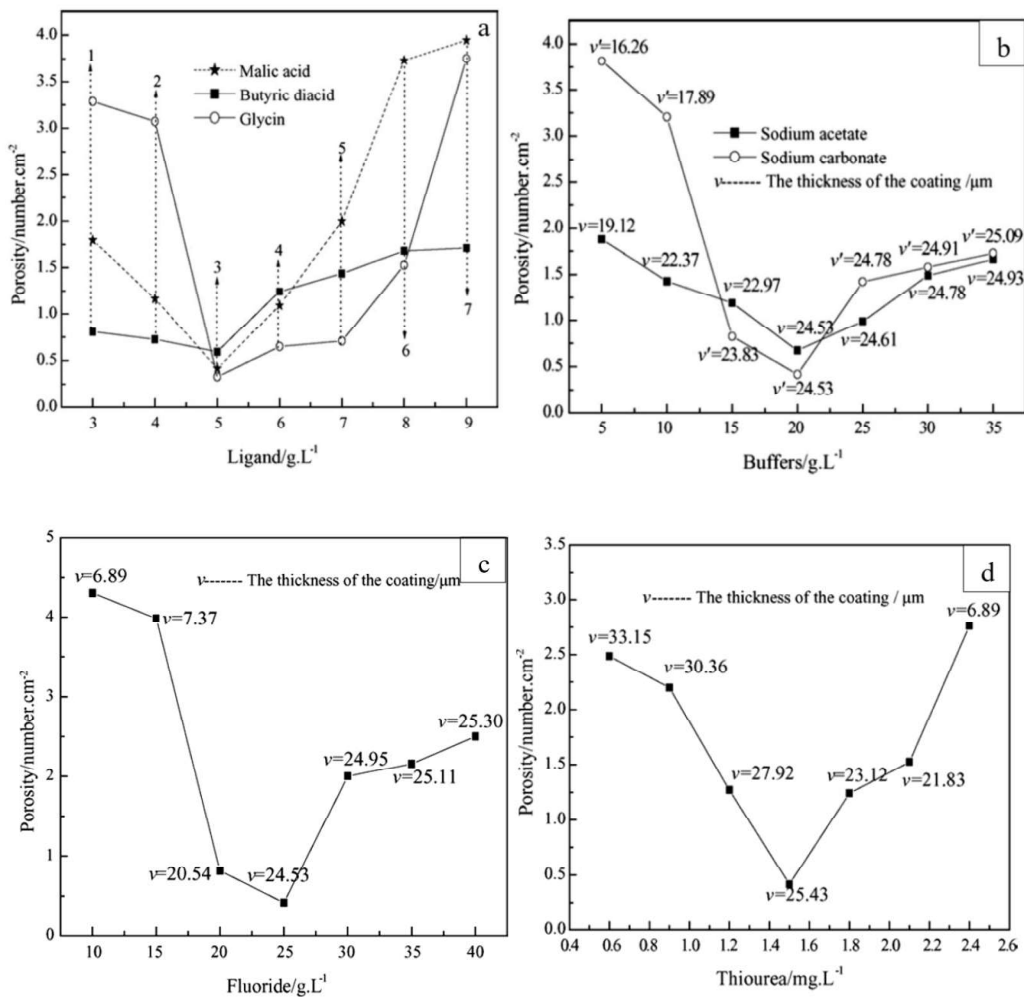 a
4.0
3.5
3.0
2.5
2.0
1.5
1.0
0.5
0.0
Porosity/number.cm⁻²
Malic acid
Butyric diacid
Glycin
1
2
3
4
5
6
7
3 4 5 6 7 8 9
Ligand/g.L⁻¹
b
4.0
3.5
3.0
2.5
2.0
1.5
1.0
0.5
0.0
Porosity/number.cm⁻²
v'=16.26
v'=17.89
Sodium acetate
Sodium carbonate
v------- The thickness of the coating /μm
v=19.12
v=22.37
v=22.97
v'=23.83
v=24.53
v'=24.53
v'=24.78
v=24.61
v'=24.91
v=24.78
v'=25.09
v=24.93
5 10 15 20 25 30 35
Buffers/g.L⁻¹
c
5
4
3
2
1
0
Porosity/number.cm⁻²
v------- The thickness of the coating/μm
v=6.89
v=7.37
v=20.54
v=24.53
v=24.95
v=25.11
v=25.30
10 15 20 25 30 35 40
Fluoride/g.L⁻¹
d
3.5
3.0
2.5
2.0
1.5
1.0
0.5
0.0
Porosity/number.cm⁻²
v------- The thickness of the coating / μm
v=33.15
v=30.36
v=27.92
v=25.43
v=23.12
v=21.83
v=6.89
0.4 0.6 0.8 1.0 1.2 1.4 1.6 1.8 2.0 2.2 2.4 2.6
Thiourea/mg.L⁻¹